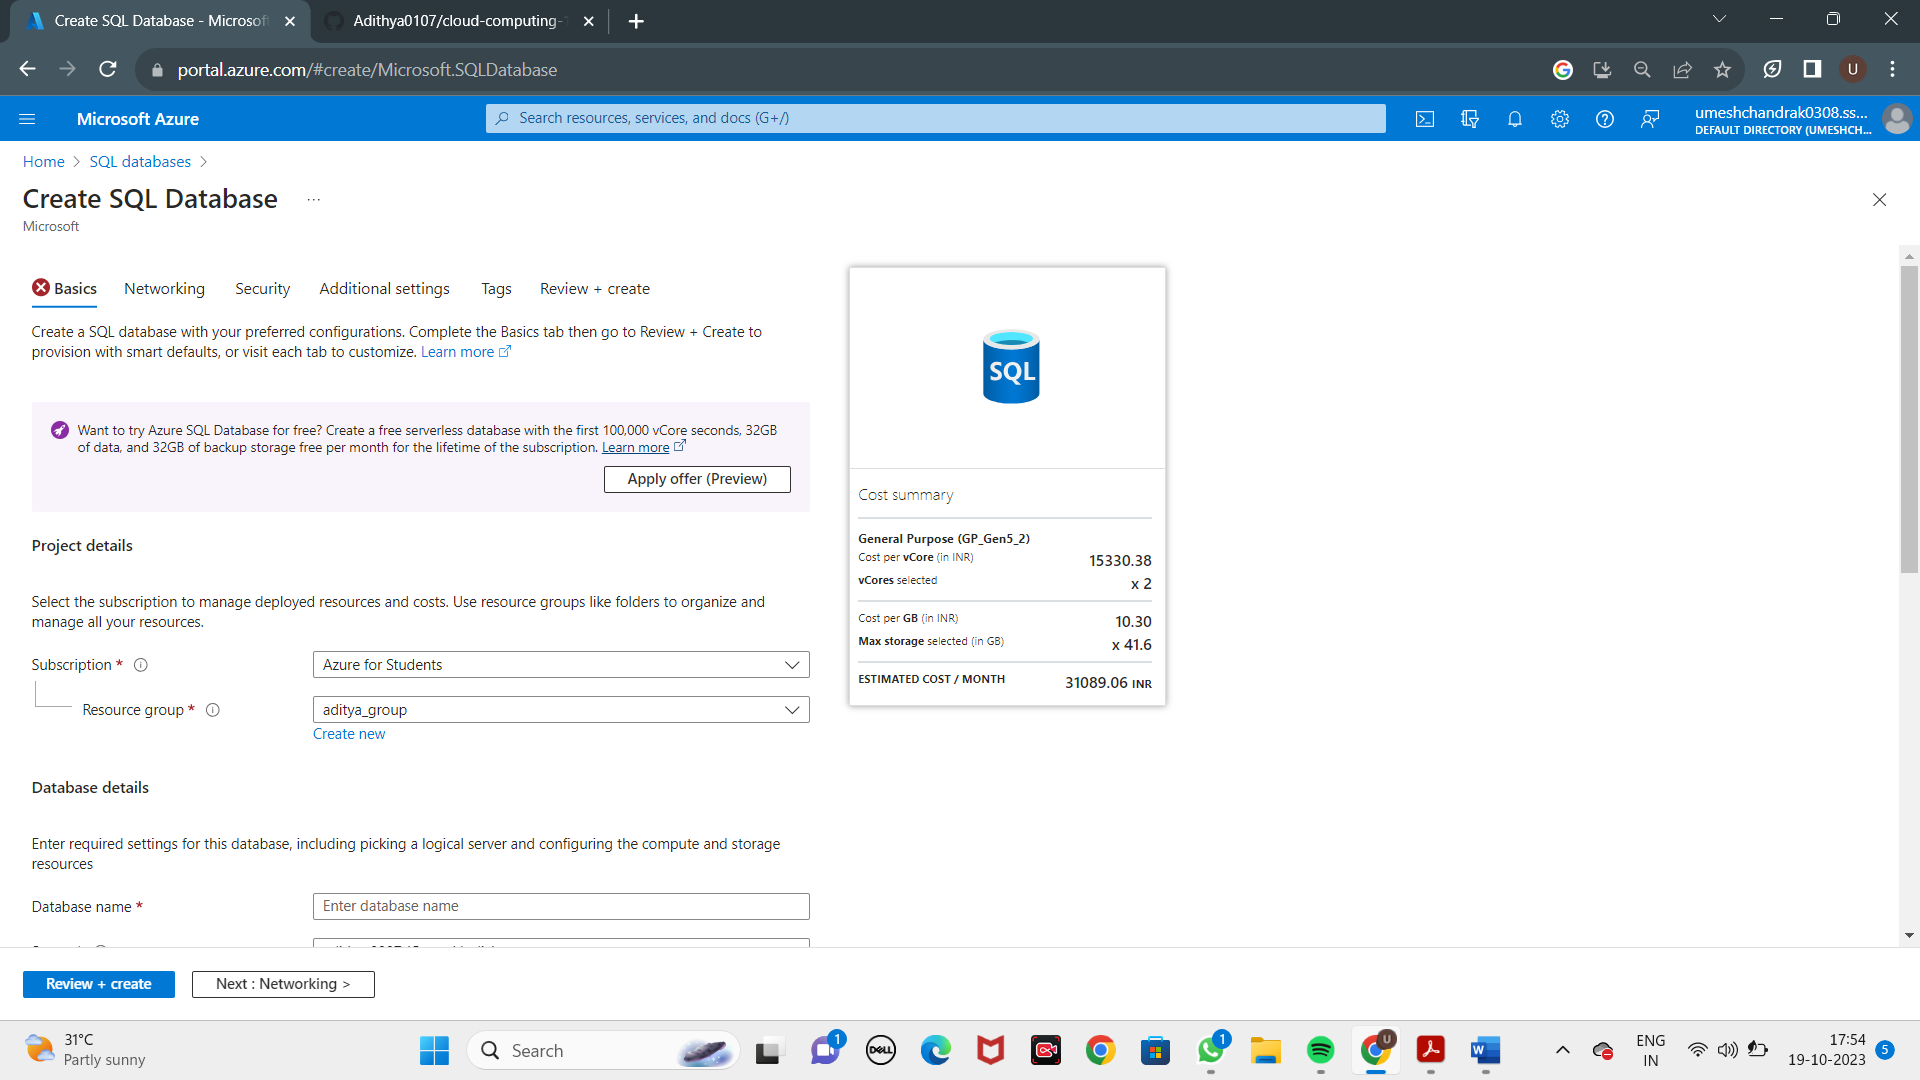 Create SQL Database - Microsof
Adithya0107/cloud-computing-
portal.azure.com/#create/Microsoft.SQLDatabase
U
Microsoft Azure
Search resources, services, and docs (G+/)
umeshchandrak0308.ss...
DEFAULT DIRECTORY (UMESHCH...
Home > SQL databases >
Create SQL Database ...
Microsoft
Basics Networking Security Additional settings Tags Review + create
Create a SQL database with your preferred configurations. Complete the Basics tab then go to Review + Create to
provision with smart defaults, or visit each tab to customize. Learn more
Want to try Azure SQL Database for free? Create a free serverless database with the first 100,000 vCore seconds, 32GB
of data, and 32GB of backup storage free per month for the lifetime of the subscription. Learn more
Apply offer (Preview)
Project details
Select the subscription to manage deployed resources and costs. Use resource groups like folders to organize and
manage all your resources.
Subscription * Azure for Students
Resource group * aditya_group
Create new
Database details
Enter required settings for this database, including picking a logical server and configuring the compute and storage
resources
Database name * Enter database name
SQL
Cost summary
General Purpose (GP_Gen5_2)
Cost per vCore (in INR) 15330.38
vCores selected x 2
Cost per GB (in INR) 10.30
Max storage selected (in GB) x 41.6
ESTIMATED COST / MONTH 31089.06 INR
Review + create Next : Networking >
31°C
Partly sunny
Search
1
DELL
1
U
W
ENG
IN
17:54
19-10-2023
5